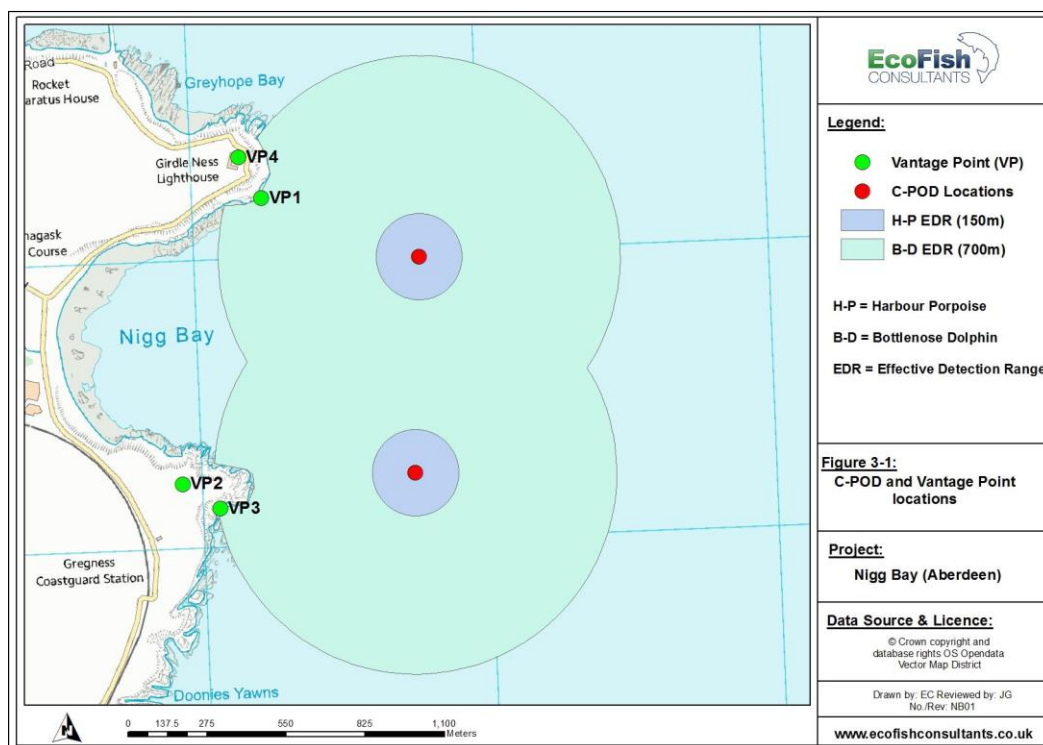 Road
Rocket
aratus House
Greyhope Bay
VP4
Girdle Ness
Lighthouse
VP1
nagask
Course
Nigg Bay
VP2
VP3
Gregness
Coastguard Station
Doonies Yawns
N
0 137.5 275 550 825 1,100
Meters
EcoFish
CONSULTANTS
Legend:
Vantage Point (VP)
C-POD Locations
H-P EDR (150m)
B-D EDR (700m)
H-P = Harbour Porpoise
B-D = Bottlenose Dolphin
EDR = Effective Detection Range
Figure 3-1:
C-POD and Vantage Point
locations
Project:
Nigg Bay (Aberdeen)
Data Source & Licence:
© Crown copyright and
database rights OS Opendata
Vector Map District
Drawn by: EC Reviewed by: JG
No./Rev: NB01
www.ecofishconsultants.co.uk